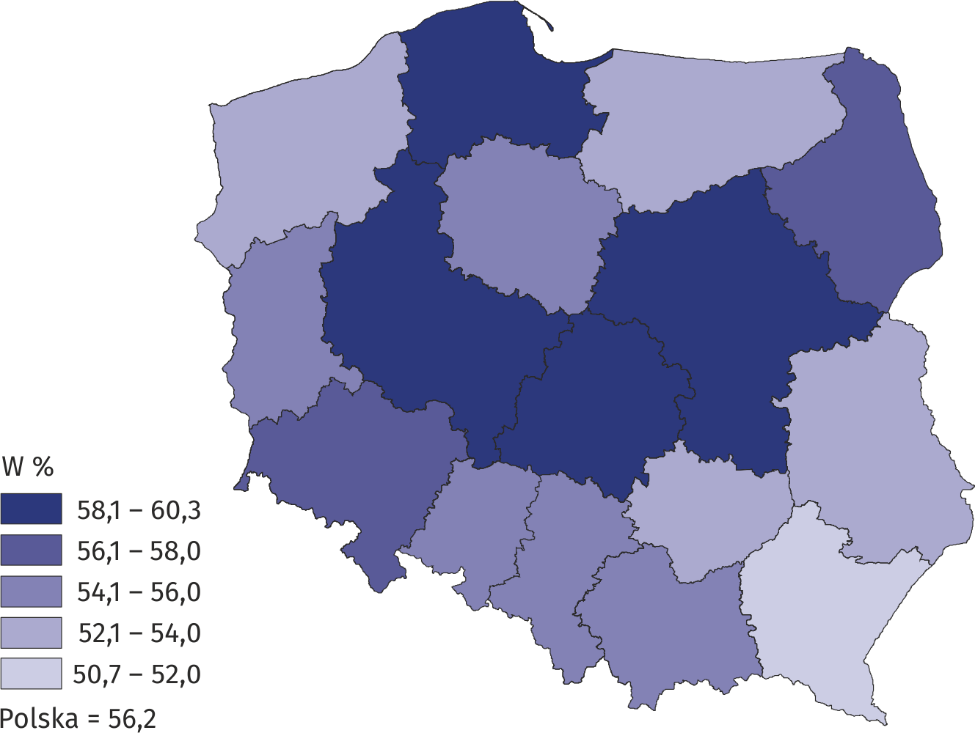 W %
58,1 – 60,3
56,1 – 58,0
54,1 – 56,0
52,1 – 54,0
50,7 – 52,0
Polska = 56,2